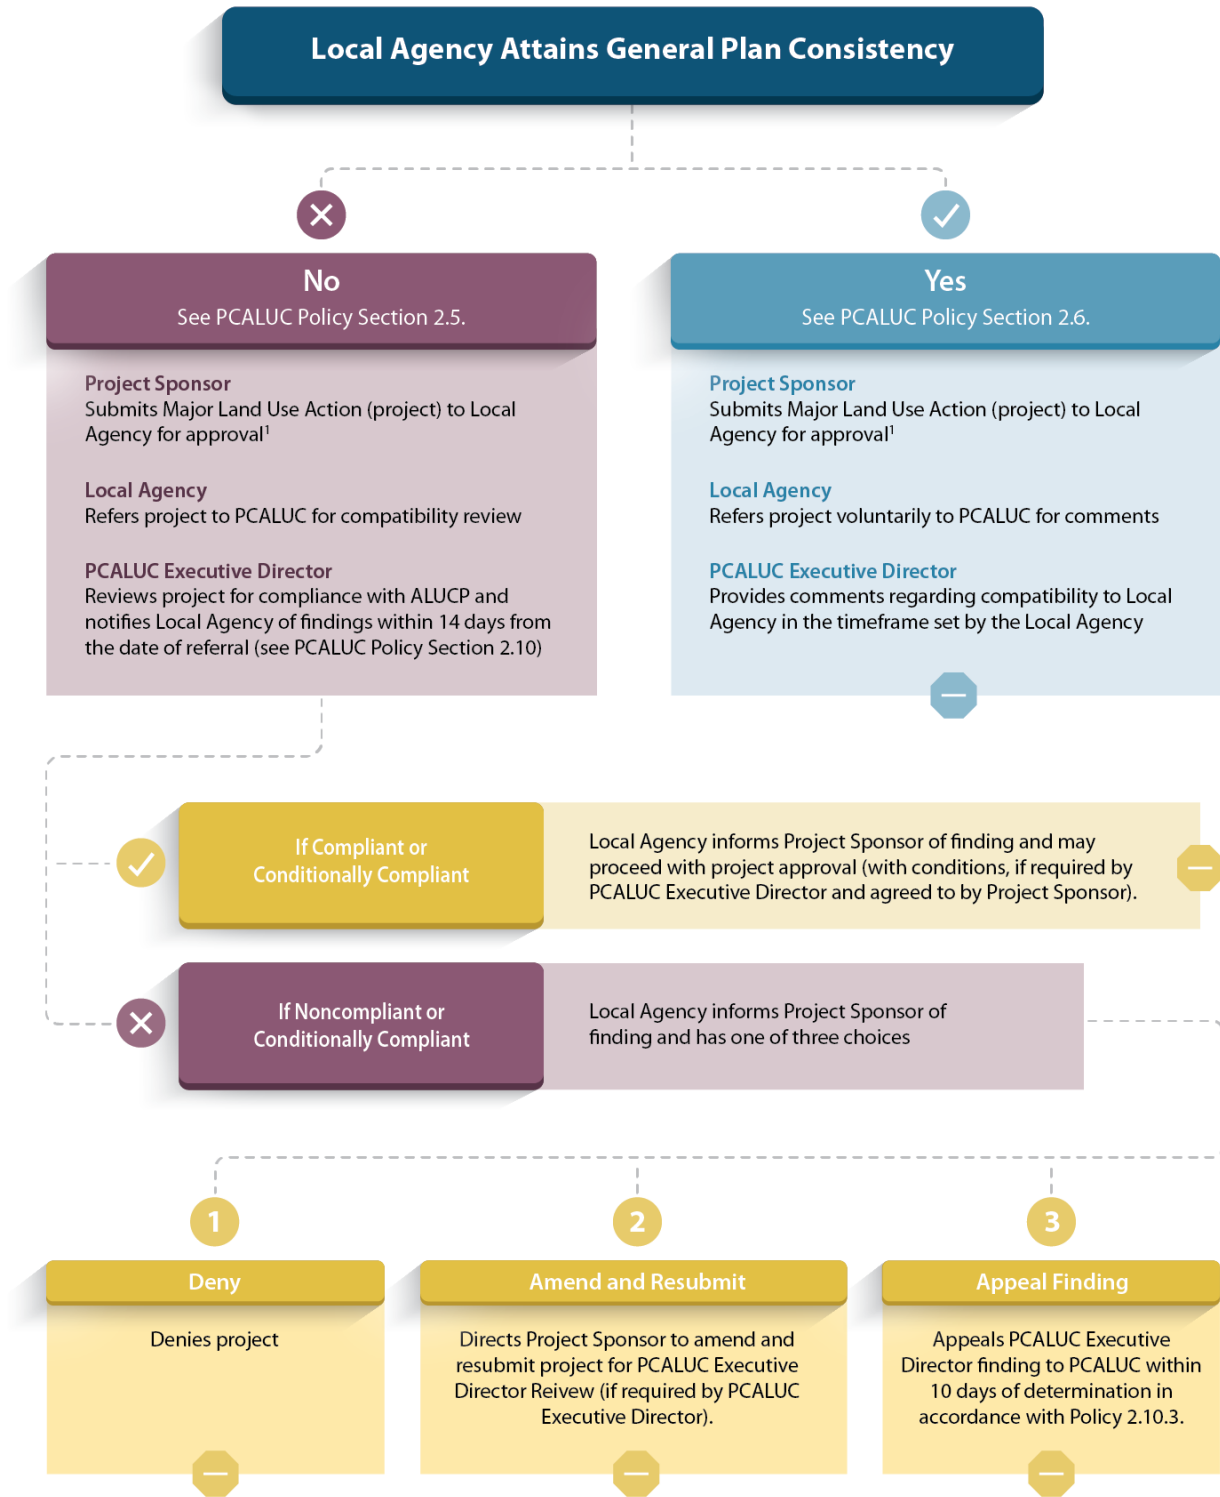 Local Agency Attains General Plan Consistency
No
See PCALUC Policy Section 2.5.
Project Sponsor
Submits Major Land Use Action (project) to Local
Agency for approval¹
Local Agency
Refers project to PCALUC for compatibility review
PCALUC Executive Director
Reviews project for compliance with ALUCP and
notifies Local Agency of findings within 14 days from
the date of referral (see PCALUC Policy Section 2.10)
Yes
See PCALUC Policy Section 2.6.
Project Sponsor
Submits Major Land Use Action (project) to Local
Agency for approval¹
Local Agency
Refers project voluntarily to PCALUC for comments
PCALUC Executive Director
Provides comments regarding compatibility to Local
Agency in the timeframe set by the Local Agency
If Compliant or
Conditionally Compliant
Local Agency informs Project Sponsor of finding and may
proceed with project approval (with conditions, if required by
PCALUC Executive Director and agreed to by Project Sponsor).
If Noncompliant or
Conditionally Compliant
Local Agency informs Project Sponsor of
finding and has one of three choices
1
Deny
Denies project
2
Amend and Resubmit
Directs Project Sponsor to amend and
resubmit project for PCALUC Executive
Director Reivew (if required by PCALUC
Executive Director).
3
Appeal Finding
Appeals PCALUC Executive
Director finding to PCALUC within
10 days of determination in
accordance with Policy 2.10.3.